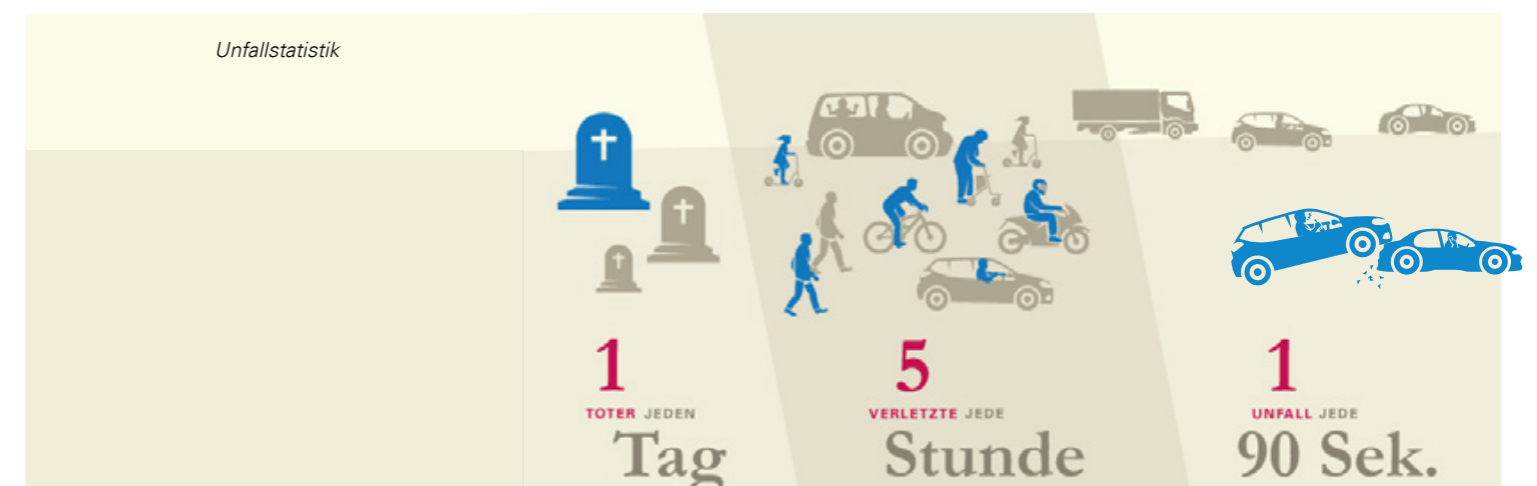 Unfallstatistik
1
TOTER JEDEN
Tag
5
VERLETZTE JEDE
Stunde
1
UNFALL JEDE
90 Sek.